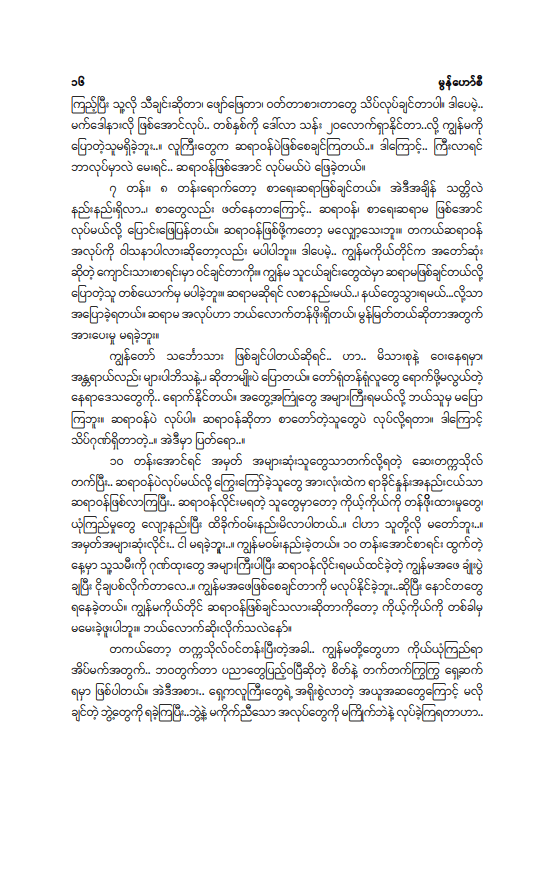 ၁၆ မွန်ဟော်စီ
ကြည့်ပြီး သူ့လို သီချင်းဆိုတာ၊ ဖျော်ဖြေတာ၊ ဝတ်တာစားတာတွေ သိပ်လုပ်ချင်တာပါ။ ဒါပေမဲ့..
မက်ဒေါနားလို ဖြစ်အောင်လုပ်.. တစ်နှစ်ကို ဒေါ်လာ သန်း ၂၀လောက်ရှာနိုင်တာ..လို့ ကျွန်မကို
ပြောတဲ့သူမရှိခဲ့ဘူး..။ လူကြီးတွေက ဆရာဝန်ပဲဖြစ်စေချင်ကြတယ်..။ ဒါကြောင့်.. ကြီးလာရင်
ဘာလုပ်မှာလဲ မေးရင်.. ဆရာဝန်ဖြစ်အောင် လုပ်မယ်ပဲ ဖြေခဲ့တယ်။
၇ တန်း၊ ၈ တန်းရောက်တော့ စာရေးဆရာဖြစ်ချင်တယ်။ အဲဒီအချိန် သတ္တိလဲ
နည်းနည်းရှိလာ..၊ စာတွေလည်း ဖတ်နေတာကြောင့်.. ဆရာဝန်၊ စာရေးဆရာမ ဖြစ်အောင်
လုပ်မယ်လို့ ပြောင်းဖြေပြန်တယ်။ ဆရာဝန်ဖြစ်ဖို့ကတော့ မလျှော့သေးဘူး။ တကယ်ဆရာဝန်
အလုပ်ကို ဝါသနာပါလားဆိုတော့လည်း မပါပါဘူး။ ဒါပေမဲ့.. ကျွန်မကိုယ်တိုင်က အတော်ဆုံး
ဆိုတဲ့ ကျောင်းသားစာရင်းမှာ ဝင်ချင်တာကိုး။ ကျွန်မ သူငယ်ချင်းတွေထဲမှာ ဆရာမဖြစ်ချင်တယ်လို့
ပြောတဲ့သူ တစ်ယောက်မှ မပါခဲ့ဘူး။ ဆရာမဆိုရင် လစာနည်းမယ်..၊ နယ်တွေသွားရမယ်...လို့သာ
အပြောခံ့ရတယ်။ ဆရာမ အလုပ်ဟာ ဘယ်လောက်တန်ဖိုးရှိတယ်၊ မွန်မြတ်တယ်ဆိုတာအတွက်
အားပေးမှု မရခဲ့ဘူး။
ကျွန်တော် သင်္ဘောသား ဖြစ်ချင်ပါတယ်ဆိုရင်.. ဟာ.. မိသားစုနဲ့ ဝေးနေရမှာ၊
အန္တရာယ်လည်း များပါဘိသနဲ့..၊ ဆိုတာမျိုးပဲ ပြောတယ်။ တော်ရုံတန်ရုံလူတွေ ရောက်ဖို့မလွယ်တဲ့
နေရာဒေသတွေကို.. ရောက်နိုင်တယ်။ အတွေ့အကြုံတွေ အများကြီးရမယ်လို့ ဘယ်သူမှ မပြော
ကြဘူး။ ဆရာဝန်ပဲ လုပ်ပါ။ ဆရာဝန်ဆိုတာ စာတော်တဲ့သူတွေပဲ လုပ်လို့ရတာ။ ဒါကြောင့်
သိပ်ဂုဏ်ရှိတာတဲ့..။ အဲဒီမှာ ပြတ်ရော..။
၁၀ တန်းအောင်ရင် အမှတ် အများဆုံးသူတွေသာတက်လို့ရတဲ့ ဆေးတက္ကသိုလ်
တက်ပြီး.. ဆရာဝန်ပဲလုပ်မယ်လို့ ကြွေးကြော်ခဲ့သူတွေ အားလုံးထဲက ရာခိုင်နှုန်းအနည်းငယ်သာ
ဆရာဝန်ဖြစ်လာကြပြီး.. ဆရာဝန်လိုင်းမရတဲ့ သူတွေမှာတော့ ကိုယ့်ကိုယ်ကို တန်ဖိုးထားမှုတွေ၊
ယုံကြည်မှုတွေ လျော့နည်းပြီး ထိခိုက်ဝမ်းနည်းမိလာပါတယ်..။ ငါဟာ သူတို့လို မတော်ဘူး..။
အမှတ်အများဆုံးလိုင်း.. ငါ မရခဲ့ဘူး..။ ကျွန်မဝမ်းနည်းခဲ့တယ်။ ၁၀ တန်းအောင်စာရင်း ထွက်တဲ့
နေ့မှာ သူ့သမီးကို ဂုဏ်ထူးတွေ အများကြီးပါပြီး ဆရာဝန်လိုင်းရမယ်ထင်ခဲ့တဲ့ ကျွန်မအဖေ ချုံးပွဲ
ချပြီး ငိုချပစ်လိုက်တာလေ..။ ကျွန်မအဖေဖြစ်စေချင်တာကို မလုပ်နိုင်ခဲ့ဘူး..ဆိုပြီး နောင်တတွေ
ရနေခဲ့တယ်။ ကျွန်မကိုယ်တိုင် ဆရာဝန်ဖြစ်ချင်သလားဆိုတာကိုတော့ ကိုယ့်ကိုယ်ကို တစ်ခါမှ
မမေးခဲ့ဖူးပါဘူး။ ဘယ်လောက်ဆိုးလိုက်သလဲနော်။
တကယ်တော့ တက္ကသိုလ်ဝင်တန်းပြီးတဲ့အခါ.. ကျွန်မတို့တွေဟာ ကိုယ်ယုံကြည်ရာ
အိပ်မက်အတွက်.. ဘဝတွက်တာ ပညာတွေပြည့်ဝပြီဆိုတဲ့ စိတ်နဲ့ တက်တက်ကြွကြွ ရှေ့ဆက်
ရမှာ ဖြစ်ပါတယ်။ အဲဒီအစား.. ရှေ့ကလူကြီးတွေရဲ့ အရိုးစွဲလာတဲ့ အယူအဆတွေကြောင့် မလို
ချင်တဲ့ ဘွဲ့တွေကို ရခဲ့ကြပြီး..ဘွဲ့နဲ့ မကိုက်ညီသော အလုပ်တွေကို မကြိုက်ဘဲနဲ့ လုပ်ခဲ့ကြရတာဟာ..